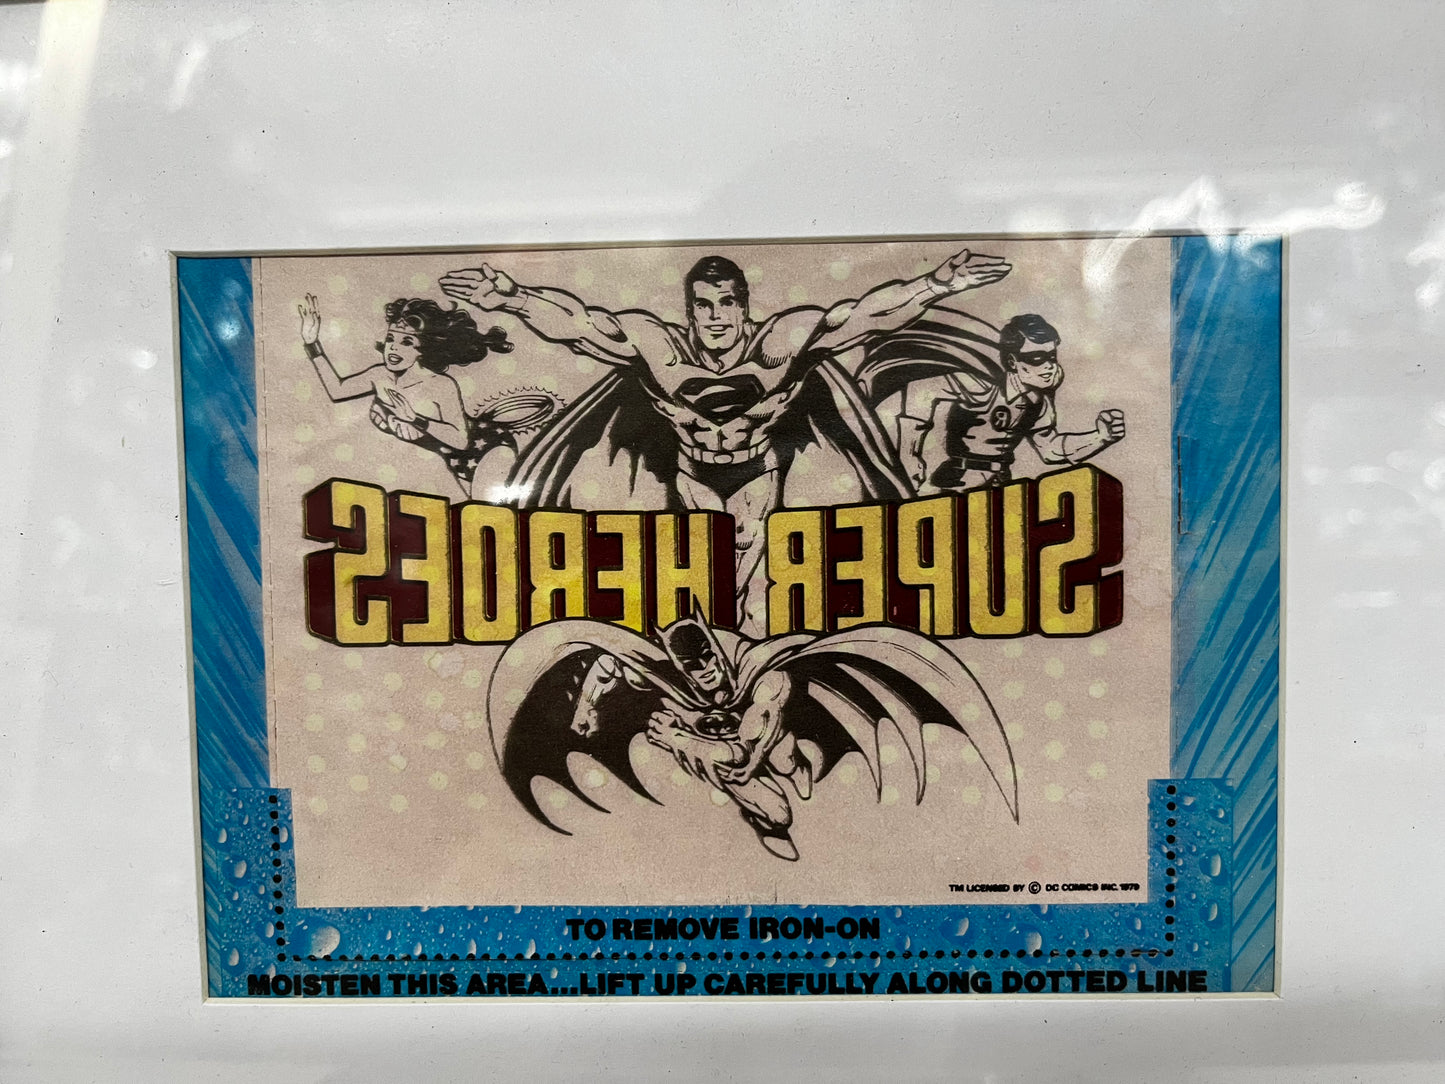 SUPER HEROES
TM LICENSED BY © DC COMICS INC. 1979
TO REMOVE IRON-ON
MOISTEN THIS AREA...LIFT UP CAREFULLY ALONG DOTTED LINE